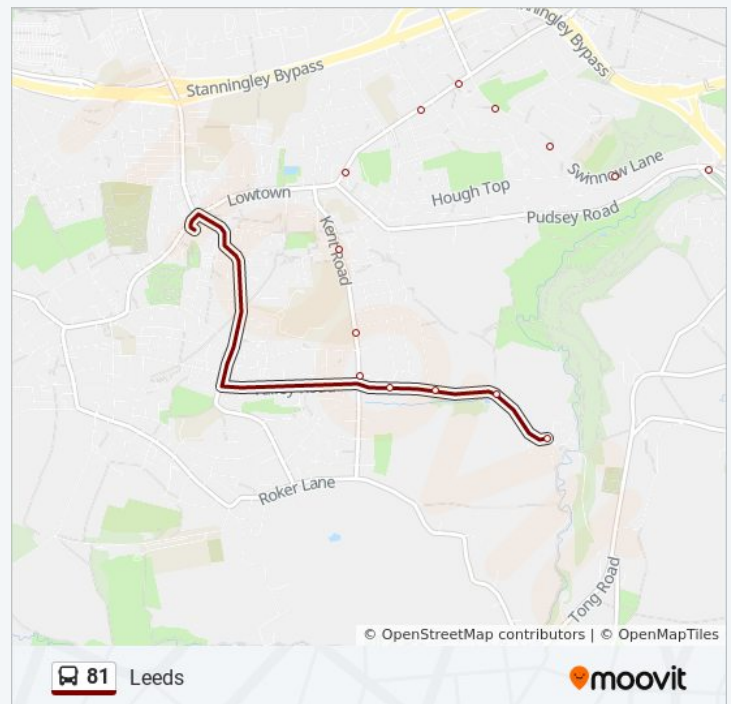 Stanningley Bypass
Stanningley Bypass
Swinnow Lane
Hough Top
Lowtown
Pudsey Road
Kent Road
Roker Lane
Tong Road
© OpenStreetMap contributors | © OpenMapTiles
81 Leeds
moovit